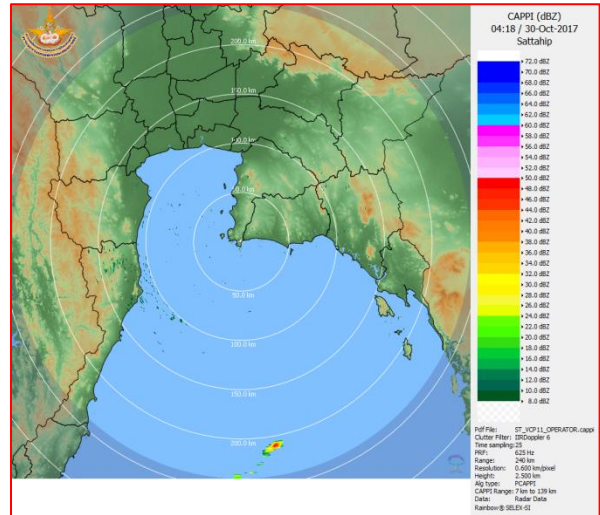 CAPPI (dBZ)
04:18 / 30-Oct-2017
Sattahip
200.0 km
150.0 km
100.0 km
50.0 km
100.0 km
150.0 km
200.0 km
72.0 dBZ
70.0 dBZ
68.0 dBZ
66.0 dBZ
64.0 dBZ
62.0 dBZ
60.0 dBZ
58.0 dBZ
56.0 dBZ
54.0 dBZ
52.0 dBZ
50.0 dBZ
48.0 dBZ
46.0 dBZ
44.0 dBZ
42.0 dBZ
40.0 dBZ
38.0 dBZ
36.0 dBZ
34.0 dBZ
32.0 dBZ
30.0 dBZ
28.0 dBZ
26.0 dBZ
24.0 dBZ
22.0 dBZ
20.0 dBZ
18.0 dBZ
16.0 dBZ
14.0 dBZ
12.0 dBZ
10.0 dBZ
8.0 dBZ
Pdf File: ST_VCP11_OPERATOR.cappi
Clutter Filter: IIRDoppler 6
Time sampling: 25
PRF: 625 Hz
Range: 240 km
Resolution: 0.600 km/pixel
Height: 2.500 km
Alg type: PCAPPI
CAPPI Range: 7 km to 139 km
Data: Radar Data
Rainbow® SELEX-SI